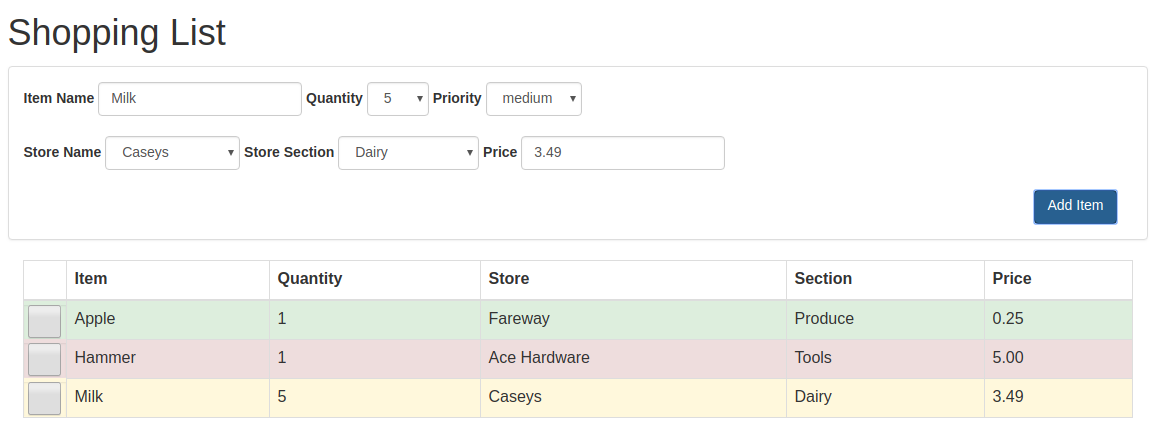 Shopping List
Item Name Milk Quantity 5 Priority medium
Store Name Caseys Store Section Dairy Price 3.49
Add Item
Item Quantity Store Section Price
Apple 1 Fareway Produce 0.25
Hammer 1 Ace Hardware Tools 5.00
Milk 5 Caseys Dairy 3.49